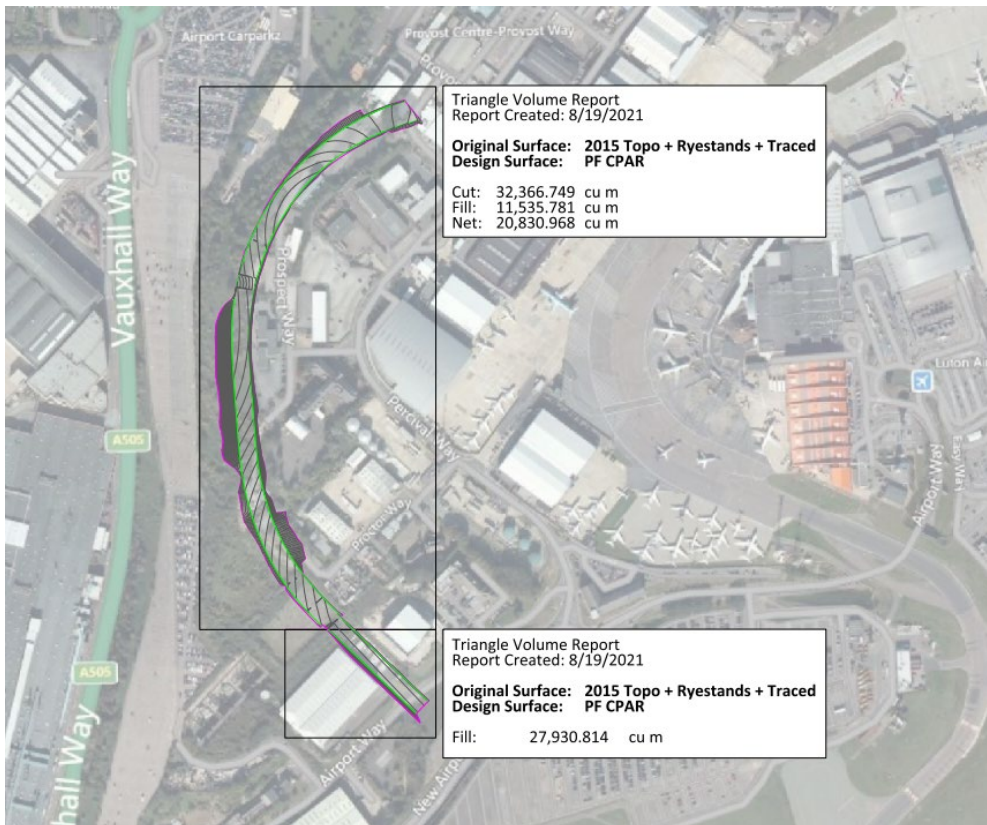 Airport Carparkz
Provost Centre-Provost Way
Triangle Volume Report
Report Created: 8/19/2021
Original Surface: 2015 Topo + Ryestands + Traced
Design Surface: PF CPAR
Cut: 32,366.749 cu m
Fill: 11,535.781 cu m
Net: 20,830.968 cu m
Vauxhall Way
Prospect Way
Luton Ai
Percival Way
A505
Airport Way
Easy Way
Proctor Way
Triangle Volume Report
Report Created: 8/19/2021
Original Surface: 2015 Topo + Ryestands + Traced
Design Surface: PF CPAR
Fill: 27,930.814 cu m
A505
hall Way
Airport Way
New Airp